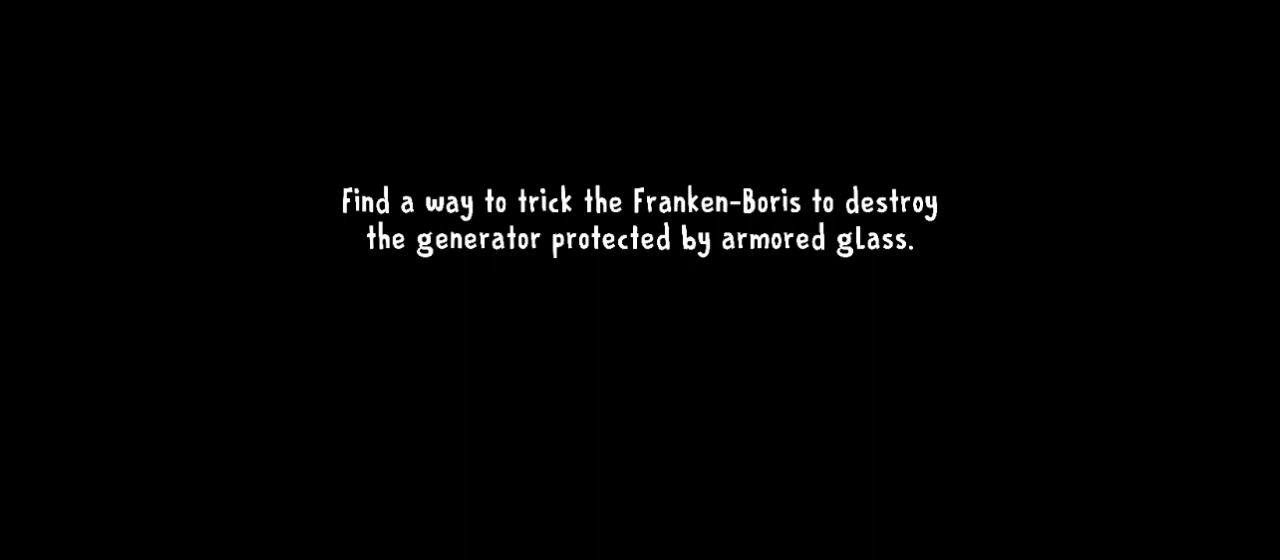 Find a way to trick the Franken-Boris to destroy
the generator protected by armored glass.